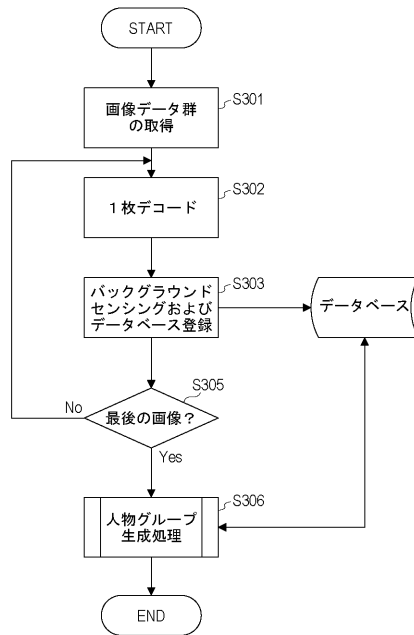 START
画像データ群
の取得
S301
1枚デコード
S302
バックグラウンド
センシングおよび
データベース登録
S303
データベース
最後の画像？
S305
No
Yes
人物グループ
生成処理
S306
END